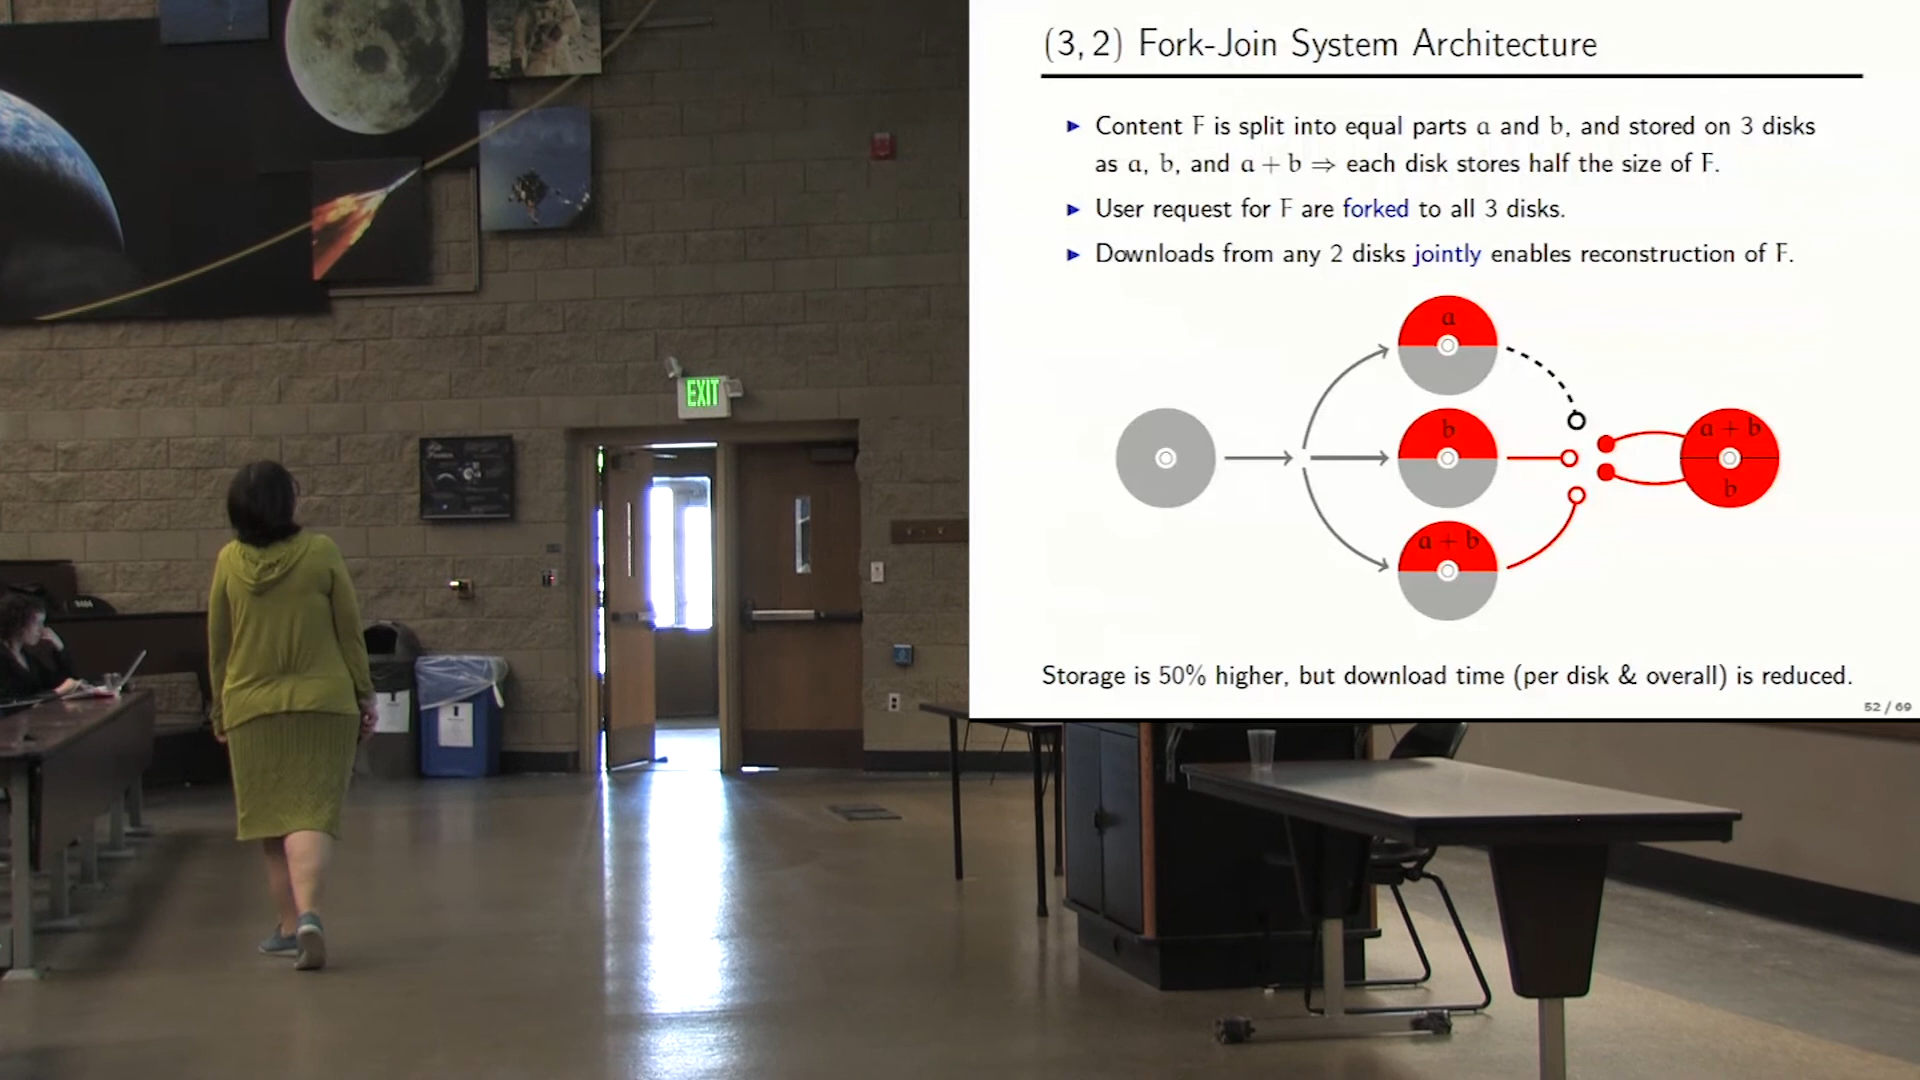 (3, 2) Fork-Join System Architecture
► Content F is split into equal parts a and b, and stored on 3 disks
as a, b, and a + b ⇒ each disk stores half the size of F.
► User request for F are forked to all 3 disks.
► Downloads from any 2 disks jointly enables reconstruction of F.
a
b
a + b
a + b
b
Storage is 50% higher, but download time (per disk & overall) is reduced.
52 / 69
EXIT